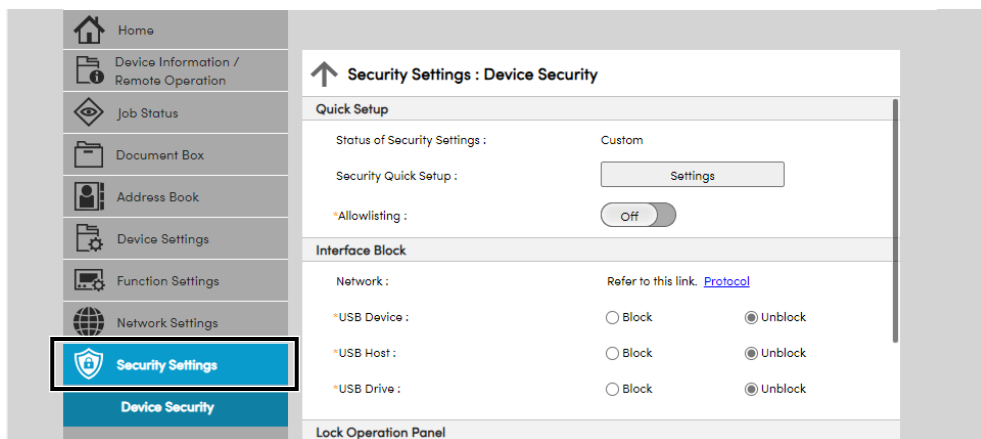 Home
Device Information /
Remote Operation
Job Status
Document Box
Address Book
Device Settings
Function Settings
Network Settings
Security Settings
Device Security
Security Settings : Device Security
Quick Setup
Status of Security Settings : Custom
Security Quick Setup : Settings
*Allowlisting : Off
Interface Block
Network : Refer to this link. Protocol
*USB Device : Block Unblock
*USB Host : Block Unblock
*USB Drive : Block Unblock
Lock Operation Panel